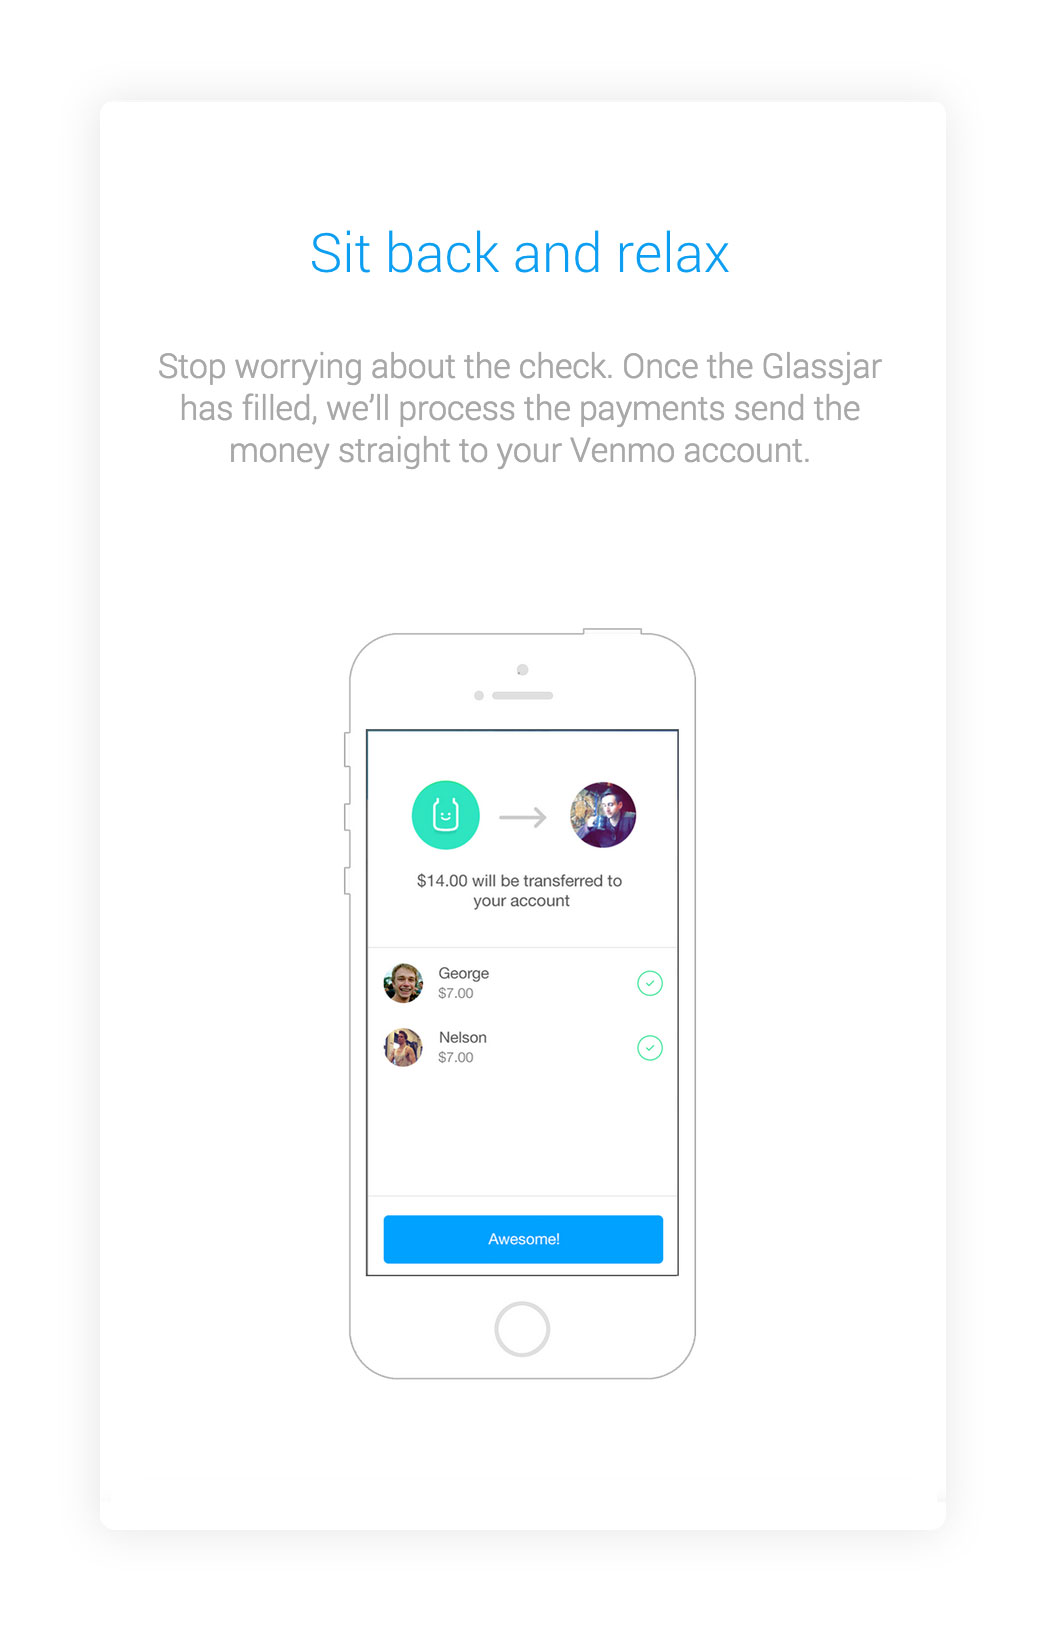 Sit back and relax
Stop worrying about the check. Once the Glassjar
has filled, we’ll process the payments send the
money straight to your Venmo account.
$14.00 will be transferred to
your account
George
$7.00
Nelson
$7.00
Awesome!